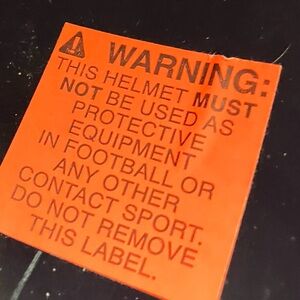 WARNING:
THIS HELMET MUST
NOT BE USED AS
PROTECTIVE
EQUIPMENT
IN FOOTBALL OR
ANY OTHER
CONTACT SPORT.
DO NOT REMOVE
THIS LABEL.